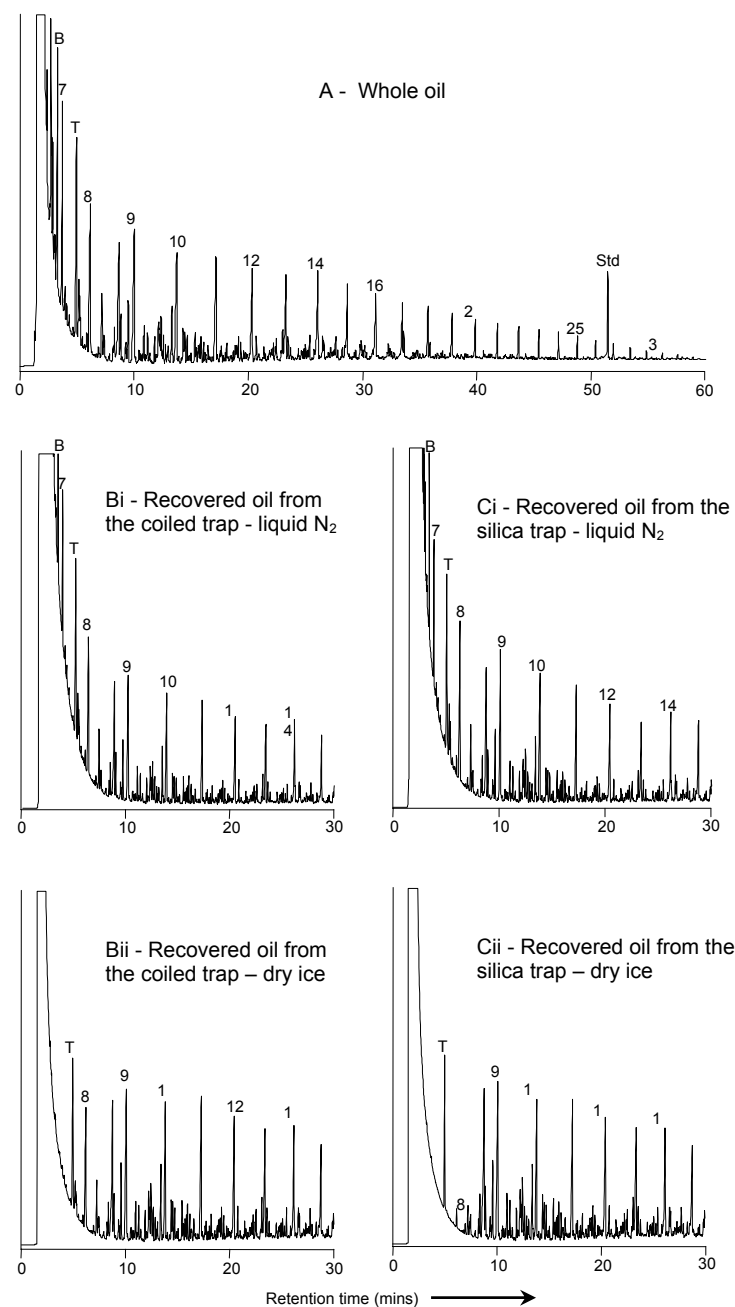 B
7
T
8
9
10
12
14
16
2
25
Std
3
A - Whole oil
0 10 20 30 40 50 60
B
7
T
8
9
10
1
1
4
Bi - Recovered oil from
the coiled trap - liquid N₂
0 10 20 30
B
7
T
8
9
10
12
14
Ci - Recovered oil from the
silica trap - liquid N₂
0 10 20 30
T
8
9
1
12
1
Bii - Recovered oil from
the coiled trap – dry ice
0 10 20 30
T
8
9
1
1
1
Cii - Recovered oil from the
silica trap – dry ice
0 10 20 30
Retention time (mins)